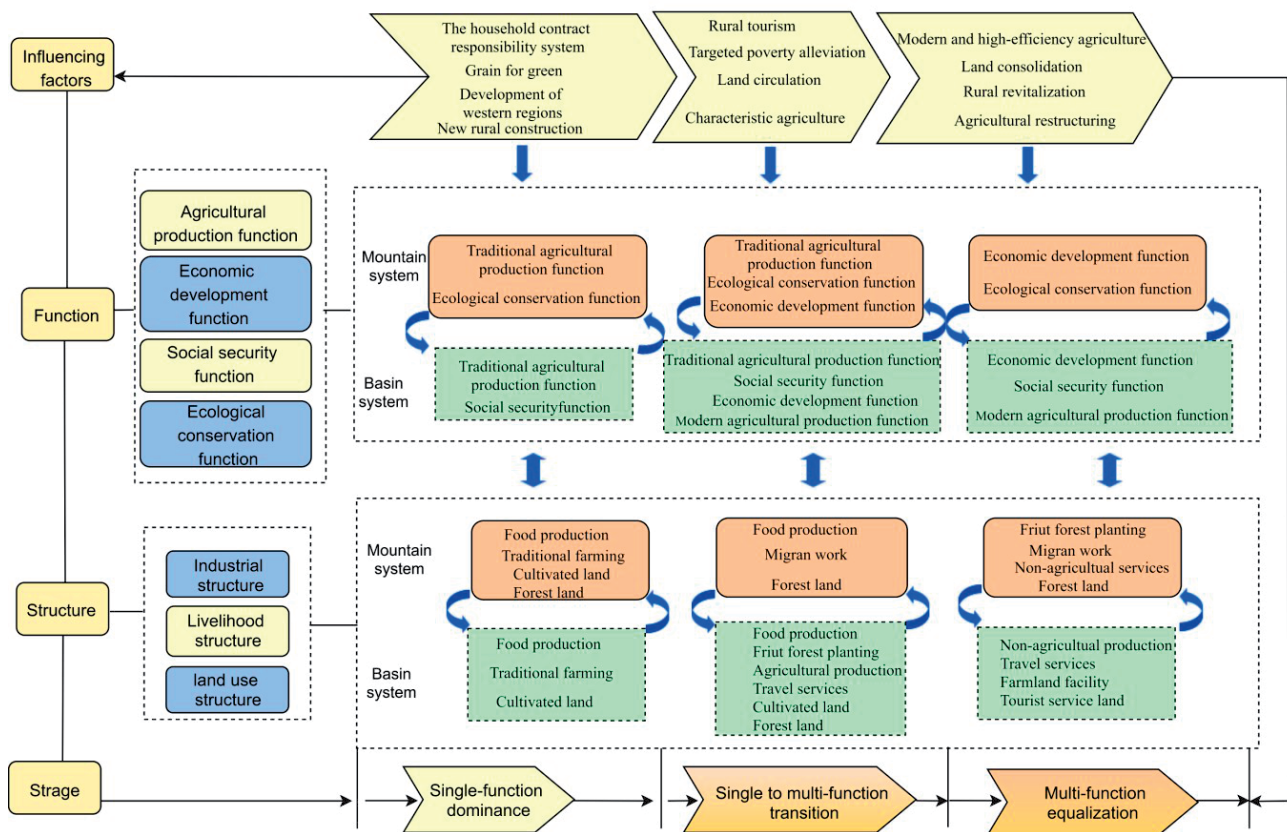 Influencing
factors
The household contract
responsibility system
Grain for green
Development of
western regions
New rural construction
Rural tourism
Targeted poverty alleviation
Land circulation
Characteristic agriculture
Modern and high-efficiency agriculture
Land consolidation
Rural revitalization
Agricultural restructuring
Function
Agricultural
production function
Economic
development
function
Social security
function
Ecological
conservation
function
Mountain
system
Traditional agricultural
production function
Ecological conservation function
Traditional agricultural
production function
Ecological conservation function
Economic development function
Economic development function
Ecological conservation function
Basin
system
Traditional agricultural
production function
Social securityfunction
Traditional agricultural production function
Social security function
Economic development function
Modern agricultural production function
Economic development function
Social security function
Modern agricultural production function
Structure
Industrial
structure
Livelihood
structure
land use
structure
Mountain
system
Food production
Traditional farming
Cultivated land
Forest land
Food production
Migran work
Forest land
Friut forest planting
Migran work
Non-agricultual services
Forest land
Basin
system
Food production
Traditional farming
Cultivated land
Food production
Friut forest planting
Agricultural production
Travel services
Cultivated land
Forest land
Non-agricultual production
Travel services
Farmland facility
Tourist service land
Strage
Single-function
dominance
Single to multi-function
transition
Multi-function
equalization